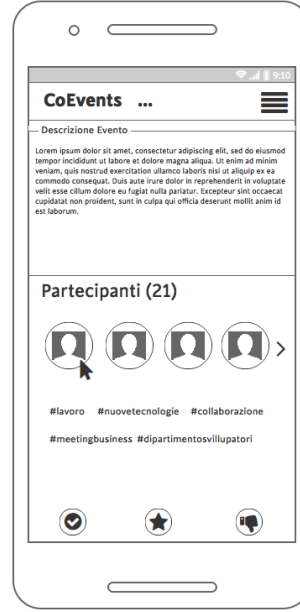 9:10
CoEvents ...
Descrizione Evento
Lorem ipsum dolor sit amet, consectetur adipiscing elit, sed do eiusmod
tempor incididunt ut labore et dolore magna aliqua. Ut enim ad minim
veniam, quis nostrud exercitation ullamco laboris nisi ut aliquip ex ea
commodo consequat. Duis aute irure dolor in reprehenderit in voluptate
velit esse cillum dolore eu fugiat nulla pariatur. Excepteur sint occaecat
cupidatat non proident, sunt in culpa qui officia deserunt mollit anim id
est laborum.
Partecipanti (21)
#lavoro #nuovetecnologie #collaborazione
#meetingbusiness #dipartimentosvillupatori